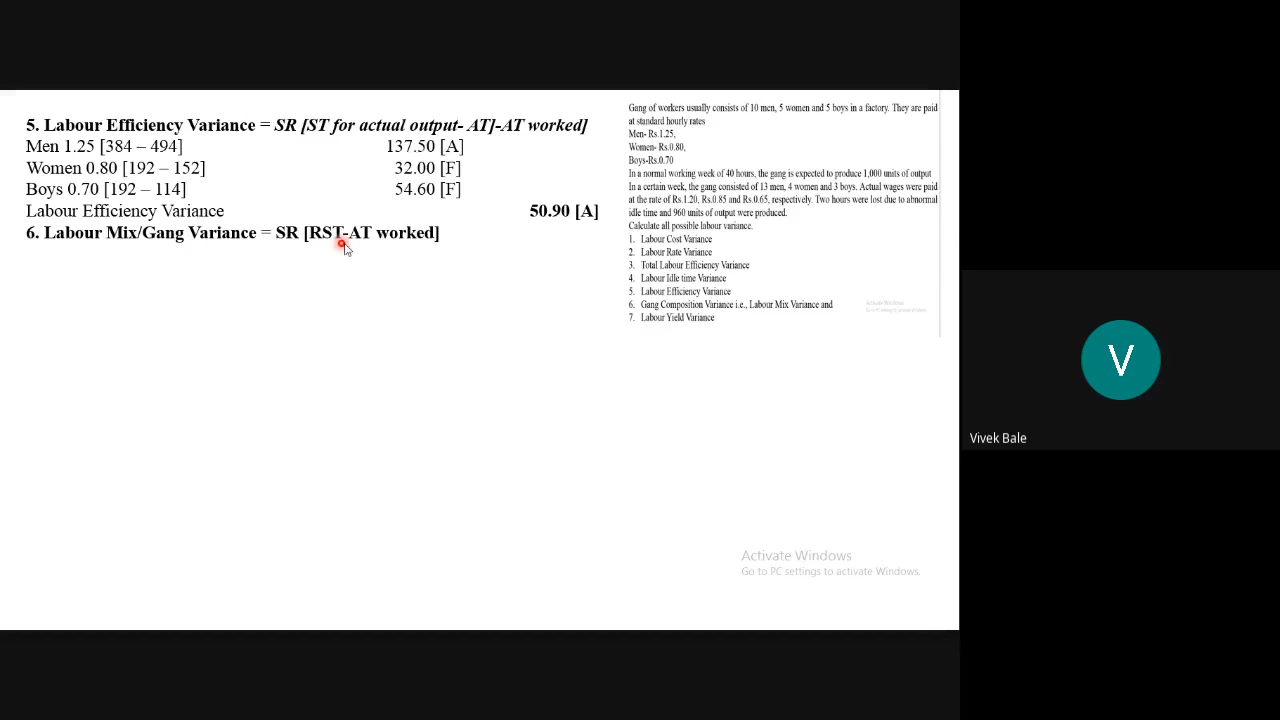 5. Labour Efficiency Variance = SR [ST for actual output- AT]-AT worked]
Men 1.25 [384 – 494] 137.50 [A]
Women 0.80 [192 – 152] 32.00 [F]
Boys 0.70 [192 – 114] 54.60 [F]
Labour Efficiency Variance 50.90 [A]
6. Labour Mix/Gang Variance = SR [RST-AT worked]
Gang of workers usually consists of 10 men, 5 women and 5 boys in a factory. They are paid
at standard hourly rates
Men- Rs.1.25,
Women- Rs.0.80,
Boys-Rs.0.70
In a normal working week of 40 hours, the gang is expected to produce 1,000 units of output
In a certain week, the gang consisted of 13 men, 4 women and 3 boys. Actual wages were paid
at the rate of Rs.1.20, Rs.0.85 and Rs.0.65, respectively. Two hours were lost due to abnormal
idle time and 960 units of output were produced.
Calculate all possible labour variance.
1. Labour Cost Variance
2. Labour Rate Variance
3. Total Labour Efficiency Variance
4. Labour Idle time Variance
5. Labour Efficiency Variance
6. Gang Composition Variance i.e., Labour Mix Variance and
7. Labour Yield Variance
Activate Windows
Go to PC settings to activate Windows.
V
Vivek Bale